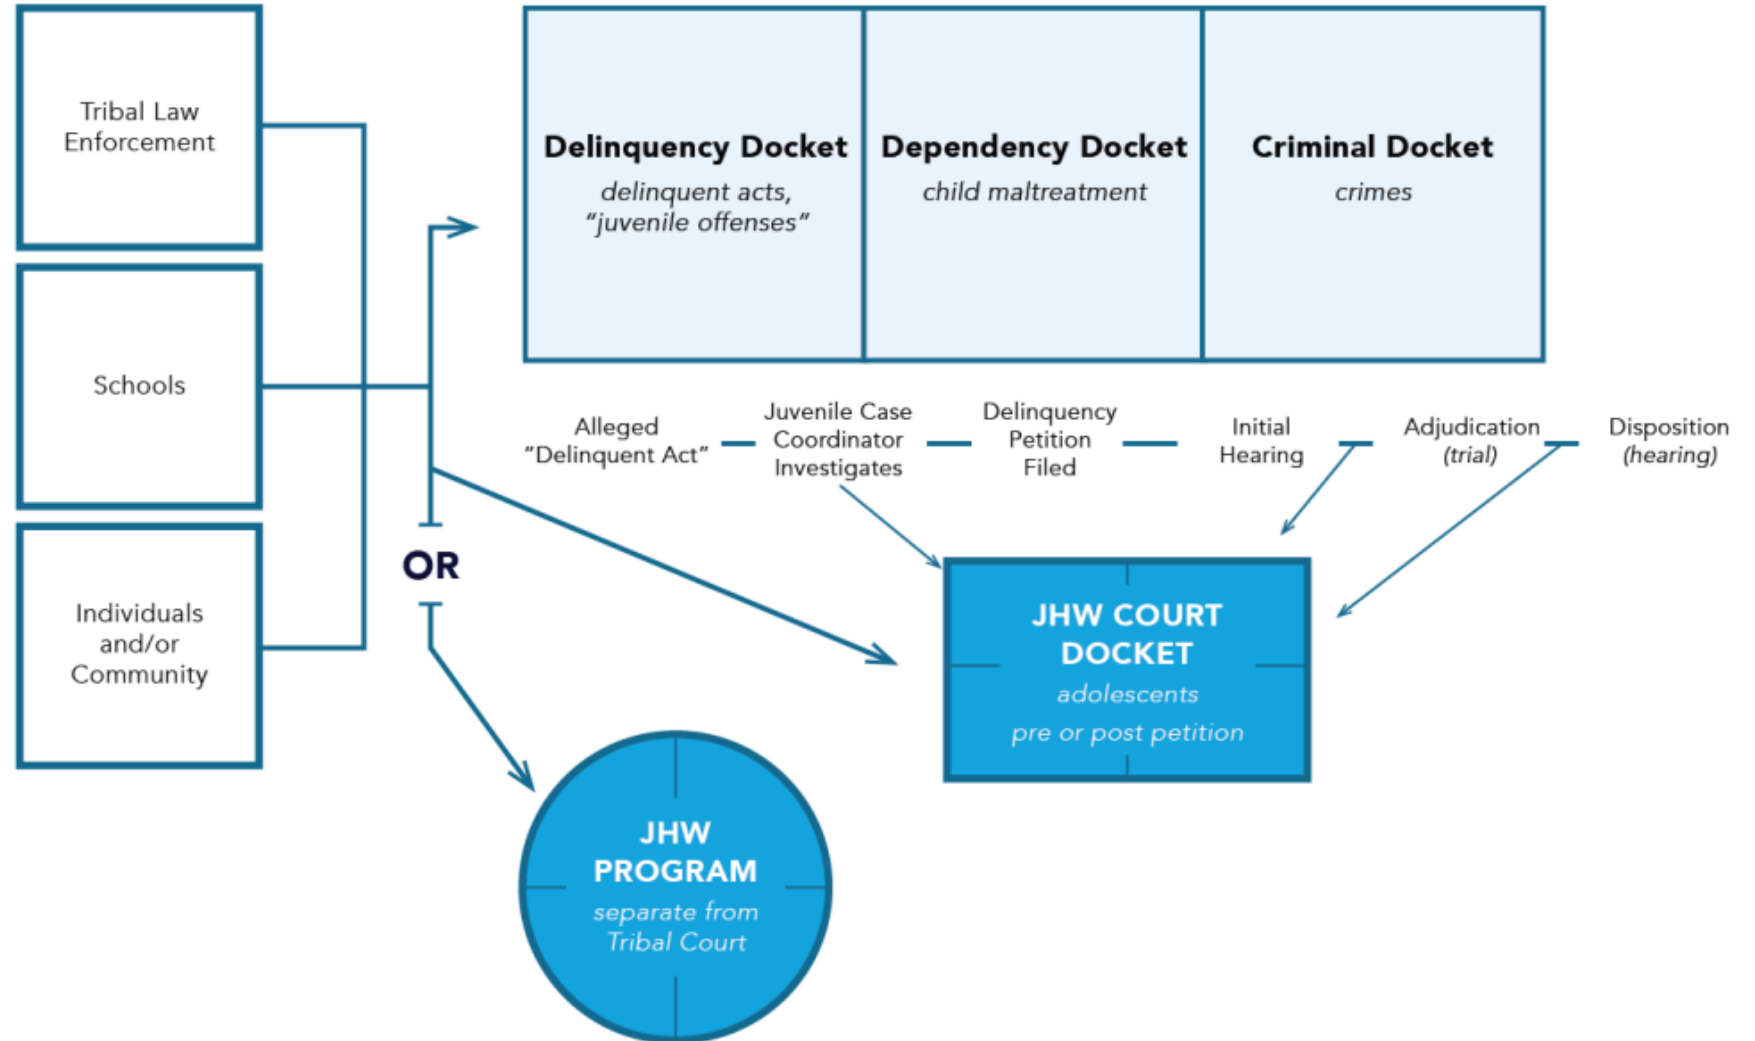 Tribal Law
Enforcement
Schools
Individuals
and/or
Community
Delinquency Docket
delinquent acts,
“juvenile offenses”
Dependency Docket
child maltreatment
Criminal Docket
crimes
Alleged
“Delinquent Act”
Juvenile Case
Coordinator
Investigates
Delinquency
Petition
Filed
Initial
Hearing
Adjudication
(trial)
Disposition
(hearing)
OR
JHW COURT
DOCKET
adolescents
pre or post petition
JHW
PROGRAM
separate from
Tribal Court